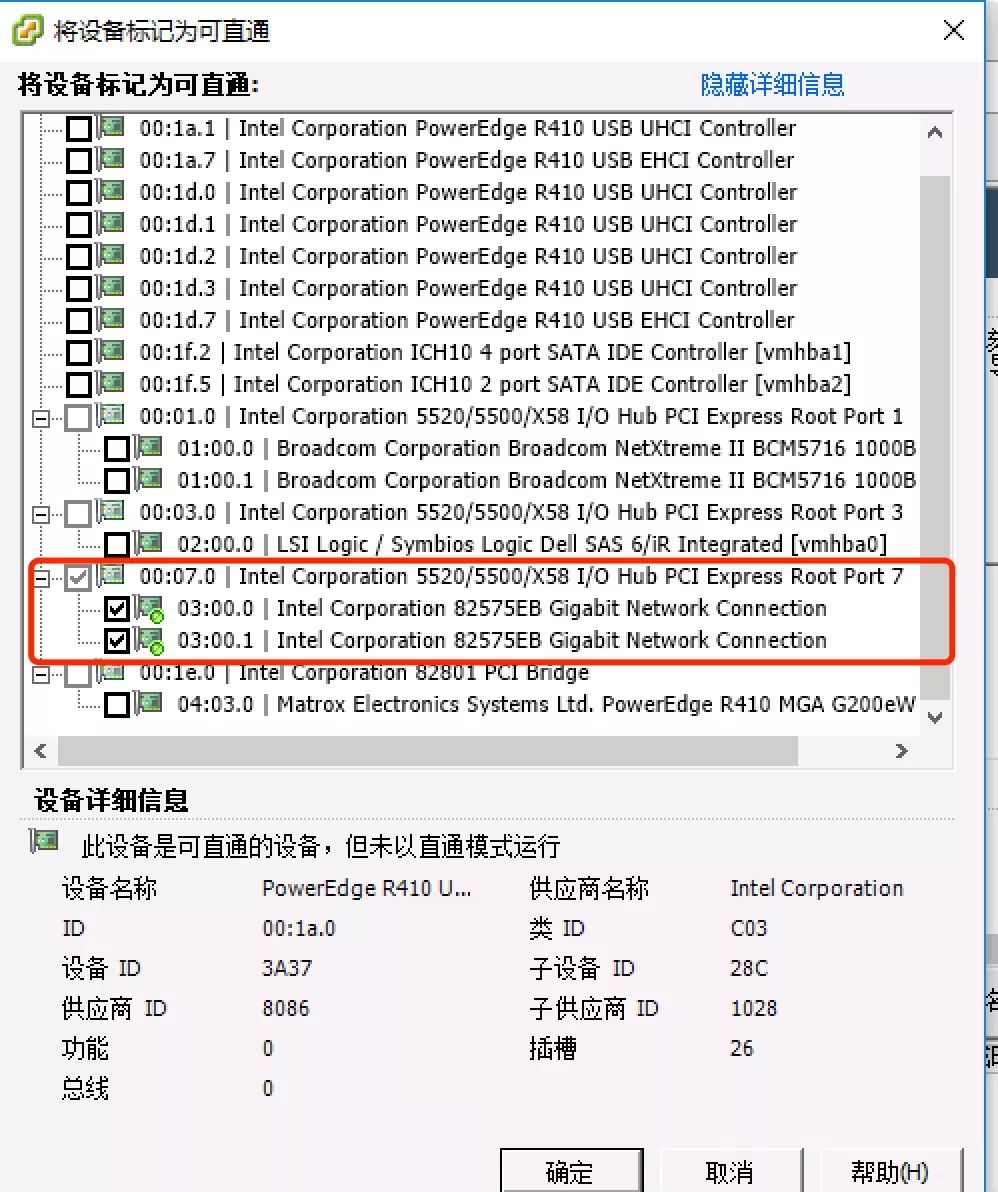 将设备标记为可直通
将设备标记为可直通: 隐藏详细信息
00:1a.1 | Intel Corporation PowerEdge R410 USB UHCI Controller
00:1a.7 | Intel Corporation PowerEdge R410 USB EHCI Controller
00:1d.0 | Intel Corporation PowerEdge R410 USB UHCI Controller
00:1d.1 | Intel Corporation PowerEdge R410 USB UHCI Controller
00:1d.2 | Intel Corporation PowerEdge R410 USB UHCI Controller
00:1d.3 | Intel Corporation PowerEdge R410 USB UHCI Controller
00:1d.7 | Intel Corporation PowerEdge R410 USB EHCI Controller
00:1f.2 | Intel Corporation ICH10 4 port SATA IDE Controller [vmhba1]
00:1f.5 | Intel Corporation ICH10 2 port SATA IDE Controller [vmhba2]
00:01.0 | Intel Corporation 5520/5500/X58 I/O Hub PCI Express Root Port 1
01:00.0 | Broadcom Corporation Broadcom NetXtreme II BCM5716 1000B
01:00.1 | Broadcom Corporation Broadcom NetXtreme II BCM5716 1000B
00:03.0 | Intel Corporation 5520/5500/X58 I/O Hub PCI Express Root Port 3
02:00.0 | LSI Logic / Symbios Logic Dell SAS 6/iR Integrated [vmhba0]
00:07.0 | Intel Corporation 5520/5500/X58 I/O Hub PCI Express Root Port 7
03:00.0 | Intel Corporation 82575EB Gigabit Network Connection
03:00.1 | Intel Corporation 82575EB Gigabit Network Connection
00:1e.0 | Intel Corporation 82801 PCI Bridge
04:03.0 | Matrox Electronics Systems Ltd. PowerEdge R410 MGA G200eW
设备详细信息
此设备是可直通的设备，但未以直通模式运行
设备名称 PowerEdge R410 U... 供应商名称 Intel Corporation
ID 00:1a.0 类 ID C03
设备 ID 3A37 子设备 ID 28C
供应商 ID 8086 子供应商 ID 1028
功能 0 插槽 26
总线 0
确定 取消 帮助(H)